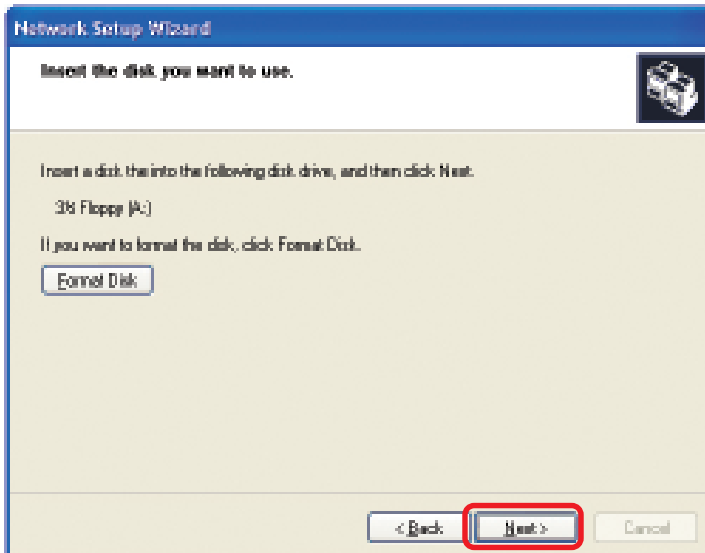 Network Setup Wizard
Insert the disk you want to use.
Insert a disk the into the following disk drive, and then click Next.
3½ Floppy (A:)
If you want to format the disk, click Format Disk.
Format Disk
< Back
Next >
Cancel